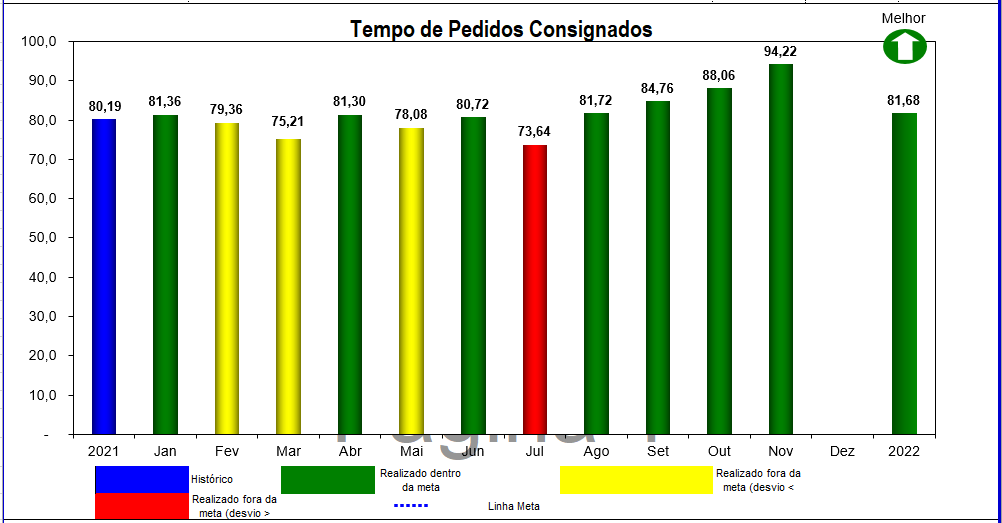 Tempo de Pedidos Consignados
Melhor
100,0
90,0
80,0
70,0
60,0
50,0
40,0
30,0
20,0
10,0
-
80,19
81,36
79,36
75,21
81,30
78,08
80,72
73,64
81,72
84,76
88,06
94,22
81,68
2021 Jan Fev Mar Abr Mai Jun Jul Ago Set Out Nov Dez 2022
Histórico
Realizado dentro
da meta
Realizado fora da
meta (desvio <
Realizado fora da
meta (desvio >
Linha Meta